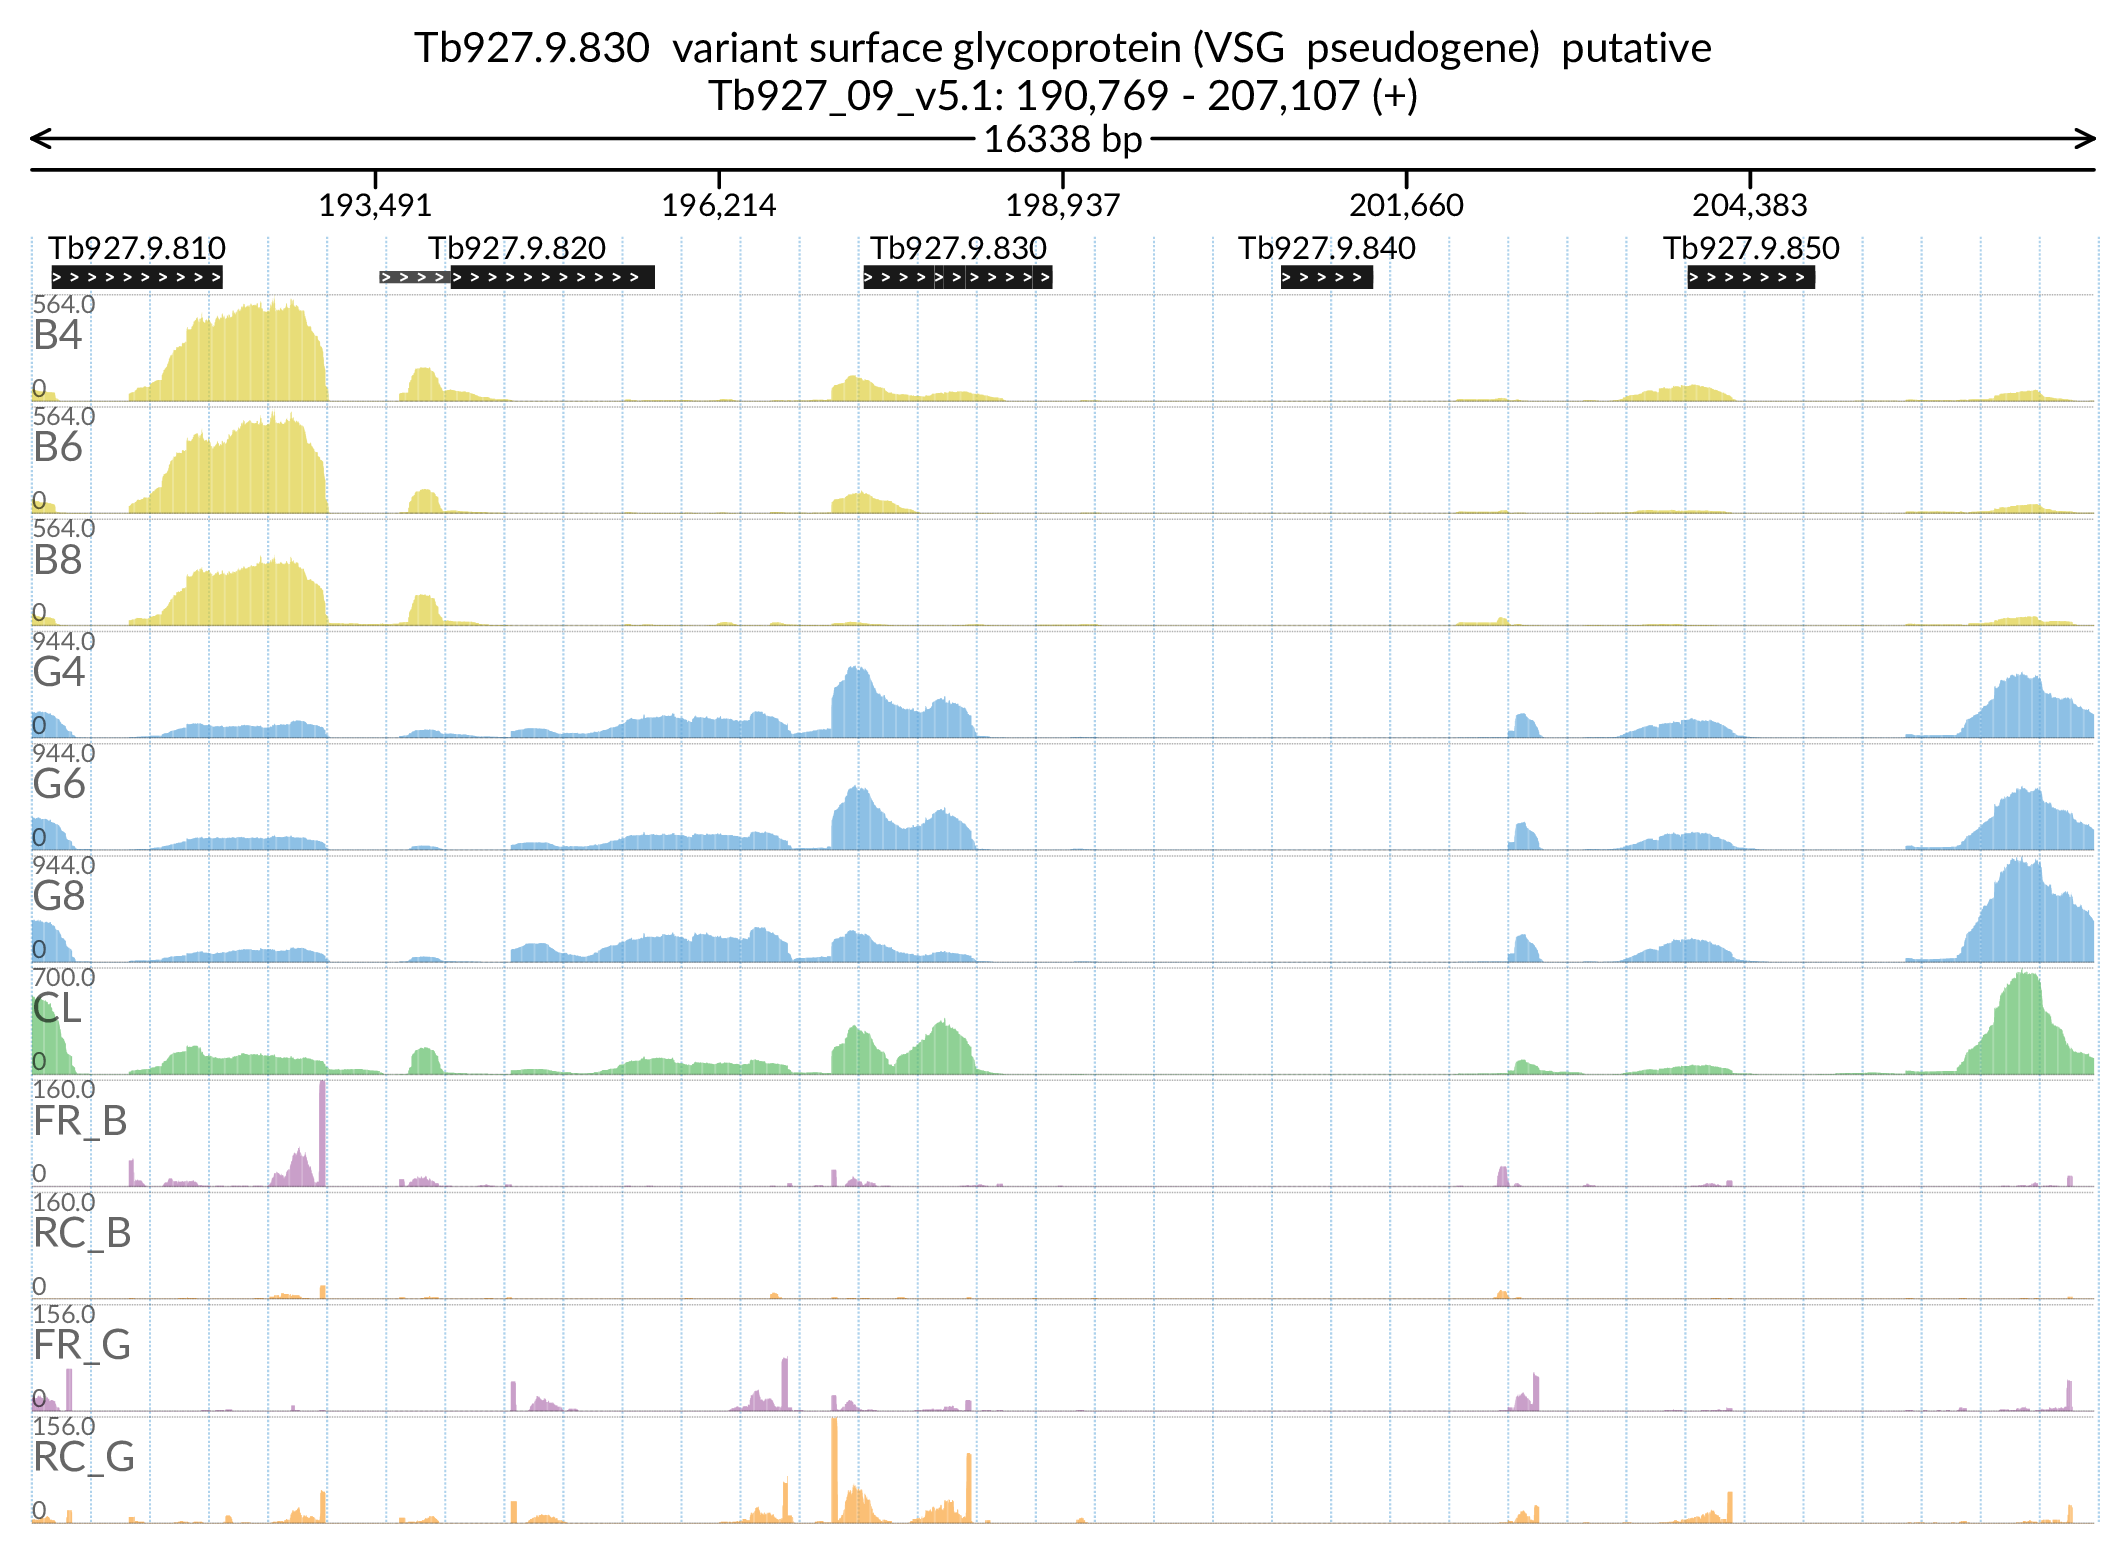 Tb927.9.830 variant surface glycoprotein (VSG pseudogene) putative
Tb927_09_v5.1: 190,769 - 207,107 (+)
16338 bp
193,491 196,214 198,937 201,660 204,383
Tb927.9.810 Tb927.9.820 Tb927.9.830 Tb927.9.840 Tb927.9.850
564.0
B4
0
564.0
B6
0
564.0
B8
0
944.0
G4
0
944.0
G6
0
944.0
G8
0
700.0
CL
0
160.0
FR_B
0
160.0
RC_B
0
156.0
FR_G
0
156.0
RC_G
0